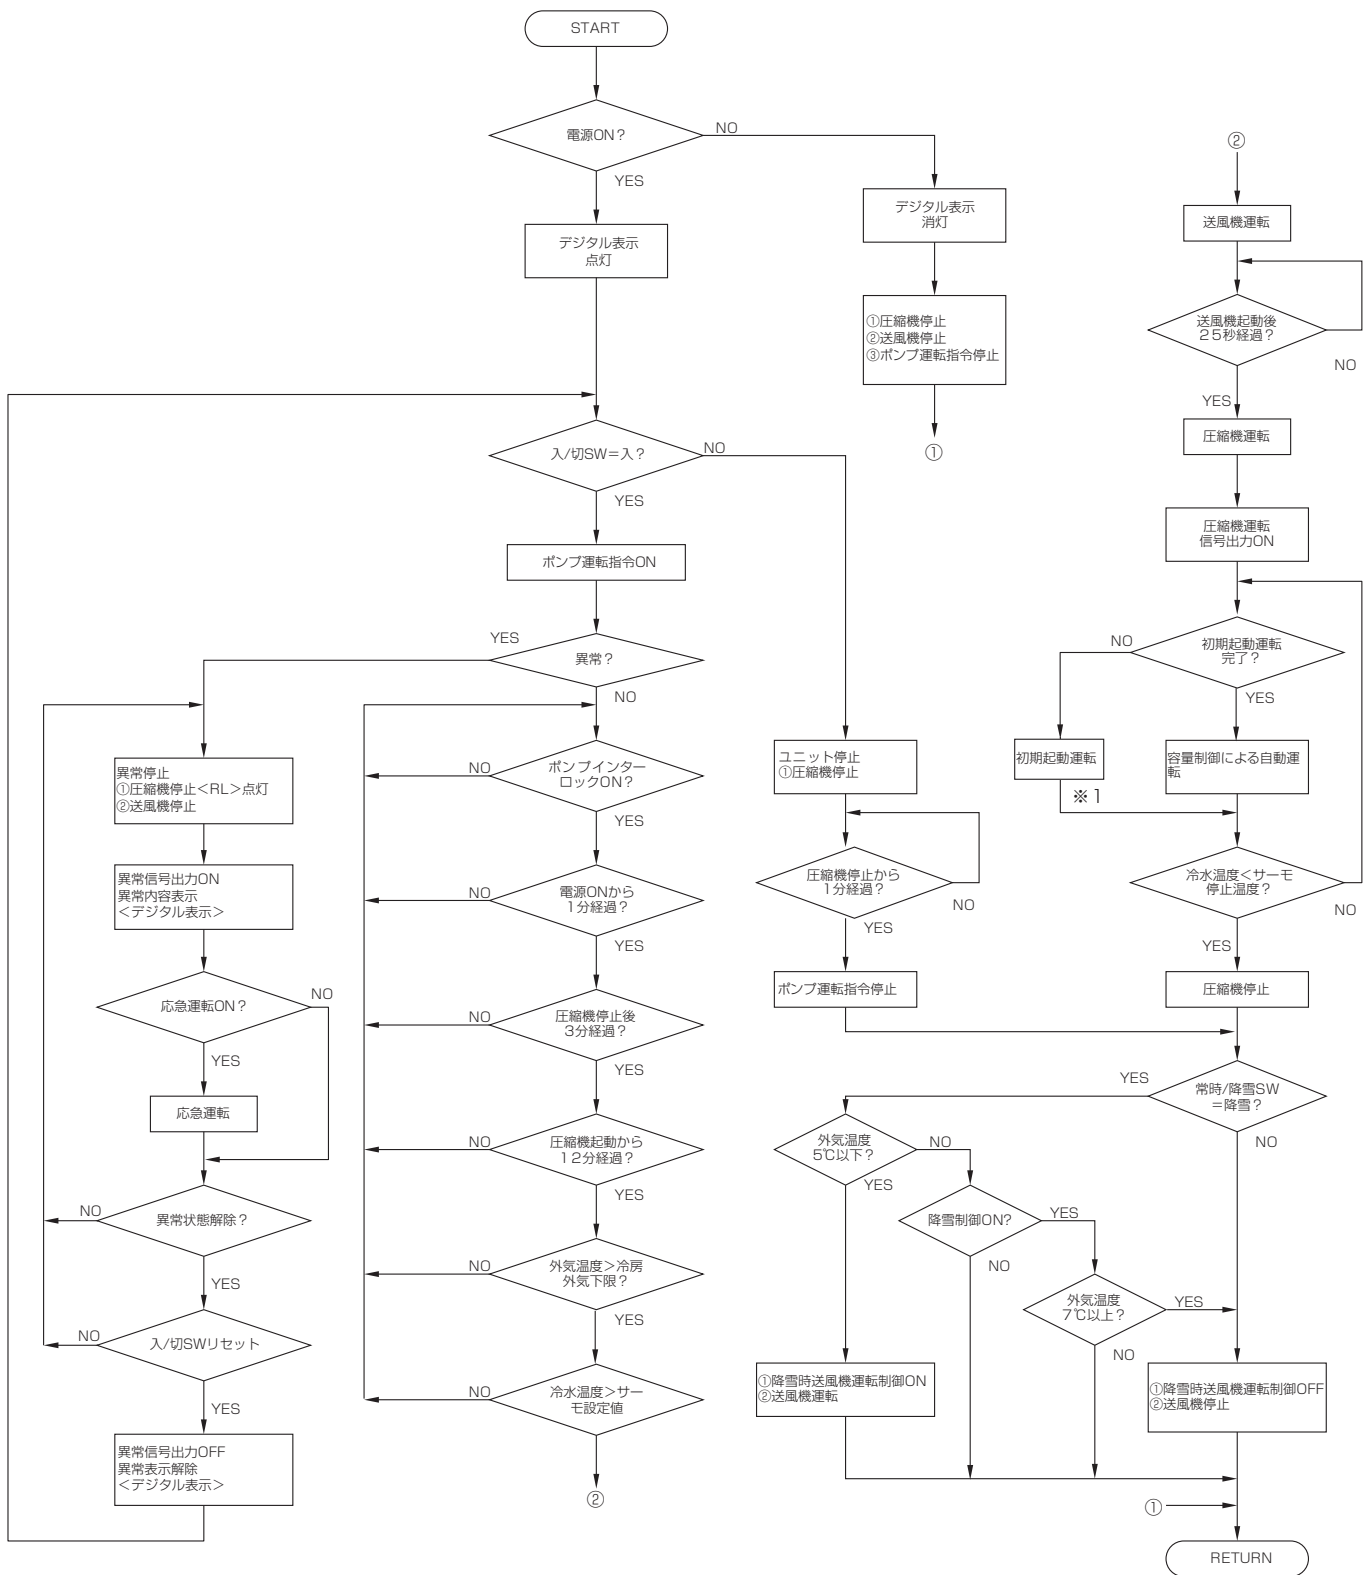 START
電源ON?
NO
YES
デジタル表示
点灯
デジタル表示
消灯
①圧縮機停止
②送風機停止
③ポンプ運転指令停止
①
入/切SW=入?
NO
YES
ポンプ運転指令ON
異常?
YES
NO
異常停止
①圧縮機停止<RL>点灯
②送風機停止
異常信号出力ON
異常内容表示
<デジタル表示>
応急運転ON?
NO
YES
応急運転
異常状態解除?
NO
YES
入/切SWリセット
NO
YES
異常信号出力OFF
異常表示解除
<デジタル表示>
ポンプインター
ロックON?
NO
YES
電源ONから
1分経過?
NO
YES
圧縮機停止後
3分経過?
NO
YES
圧縮機起動から
12分経過?
NO
YES
外気温度>冷房
外気下限?
NO
YES
冷水温度>サー
モ設定値
NO
②
ユニット停止
①圧縮機停止
圧縮機停止から
1分経過?
NO
YES
ポンプ運転指令停止
②
送風機運転
送風機起動後
25秒経過?
NO
YES
圧縮機運転
圧縮機運転
信号出力ON
初期起動運転
完了?
NO
YES
初期起動運転
※1
容量制御による自動運
転
冷水温度<サーモ
停止温度?
NO
YES
圧縮機停止
常時/降雪SW
=降雪?
YES
NO
外気温度
5℃以下?
NO
YES
降雪制御ON?
YES
NO
外気温度
7℃以上?
YES
NO
①降雪時送風機運転制御ON
②送風機運転
①降雪時送風機運転制御OFF
②送風機停止
①
RETURN